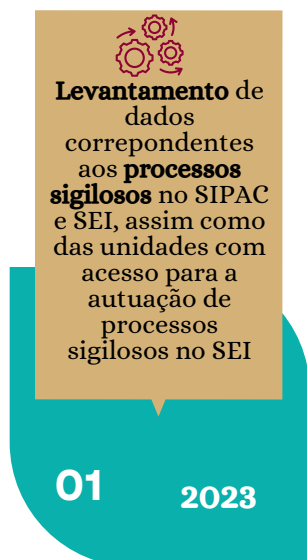 Levantamento de
dados
correpondentes
aos processos
sigilosos no SIPAC
e SEI, assim como
das unidades com
acesso para a
autuação de
processos
sigilosos no SEI
01
2023